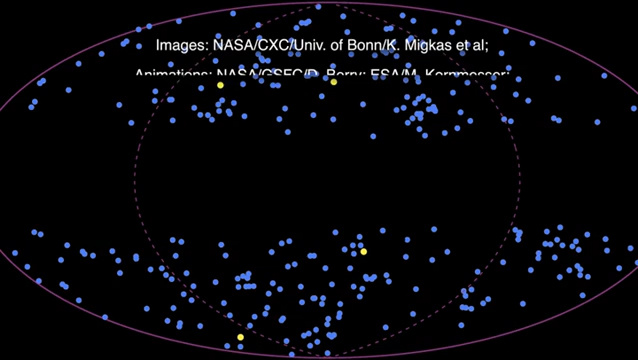 Images: NASA/CXC/Univ. of Bonn/K. Migkas et al;
Animations: NASA/GSFC/D. Berry; ESA/M. Kornmesser;